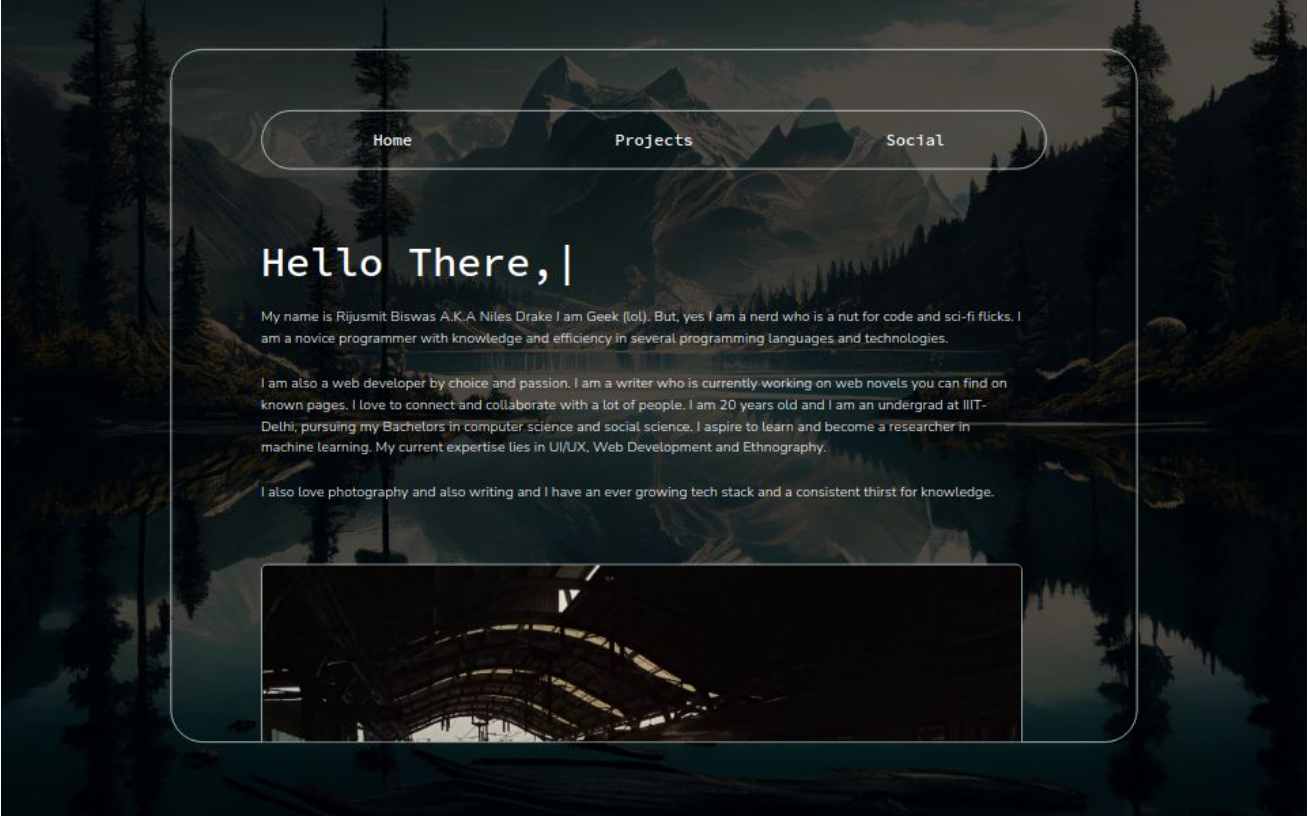 Home
Projects
Social
Hello There,|
My name is Rijusmit Biswas A.K.A Niles Drake I am Geek (lol). But, yes I am a nerd who is a nut for code and sci-fi flicks. I
am a novice programmer with knowledge and efficiency in several programming languages and technologies.
I am also a web developer by choice and passion. I am a writer who is currently working on web novels you can find on
known pages. I love to connect and collaborate with a lot of people. I am 20 years old and I am an undergrad at IIIT-
Delhi, pursuing my Bachelors in computer science and social science. I aspire to learn and become a researcher in
machine learning. My current expertise lies in UI/UX, Web Development and Ethnography.
I also love photography and also writing and I have an ever growing tech stack and a consistent thirst for knowledge.